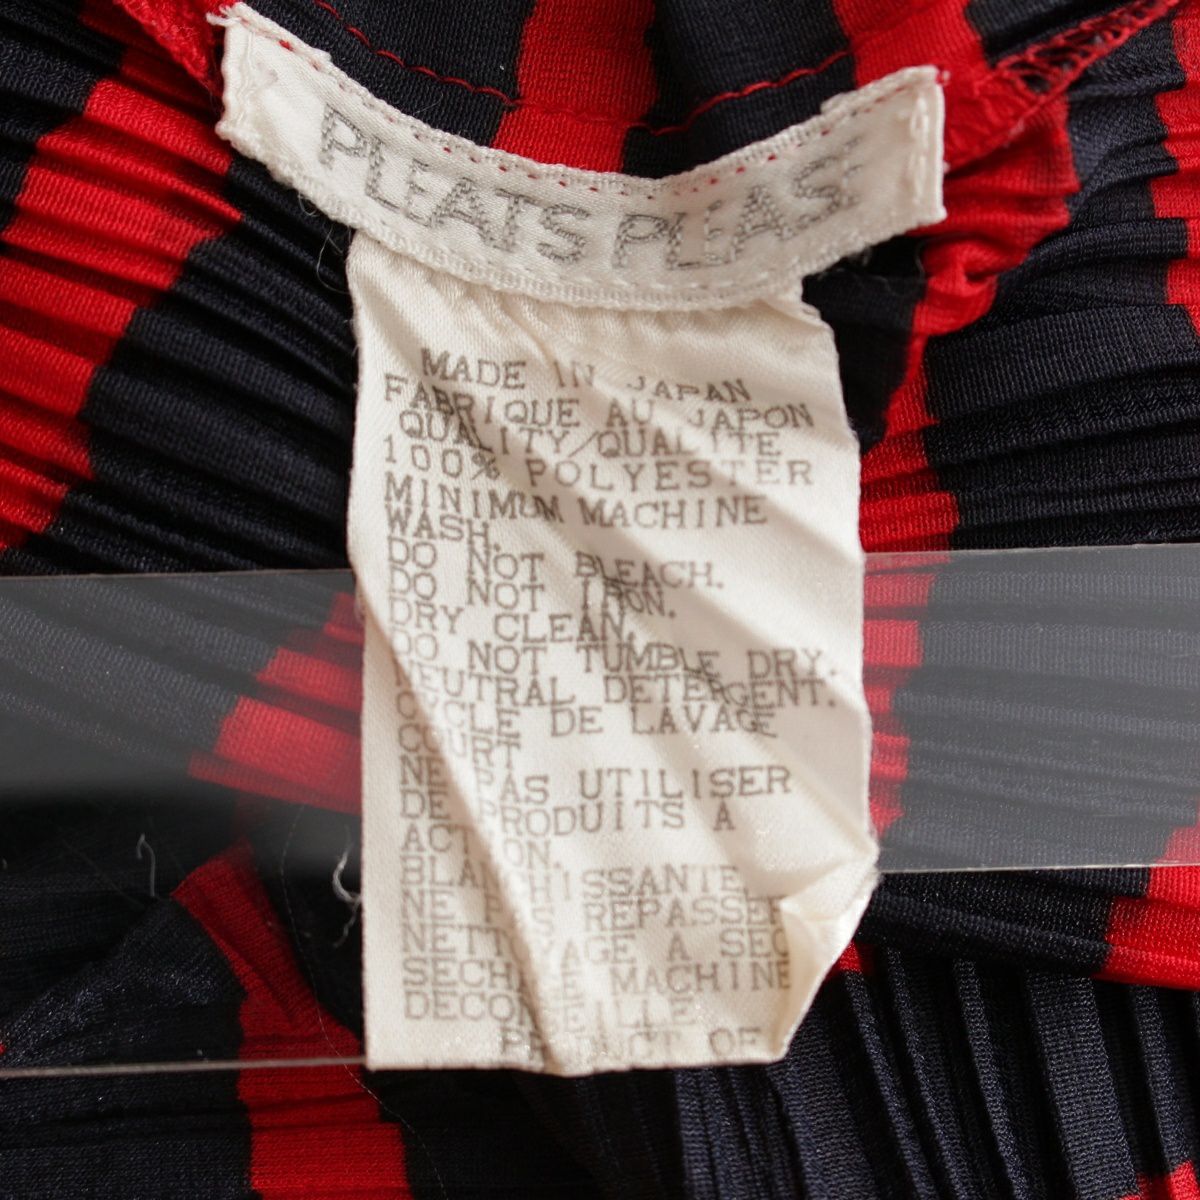 PLEATS PLEASE
MADE IN JAPAN
FABRIQUE AU JAPON
QUALITY/QUALITE
100% POLYESTER
MINIMUM MACHINE
WASH.
DO NOT BLEACH.
DO NOT IRON.
DRY CLEAN.
DO NOT TUMBLE DRY.
NEUTRAL DETERGENT.
CYCLE DE LAVAGE
COURT
NE PAS UTILISER
DE PRODUITS A
ACTION.
BLANCHISSANTE
NE PAS REPASSER
NETTOYAGE A SEC
SECHAGE MACHINE
DECONSEILLE
PRODUCT OF